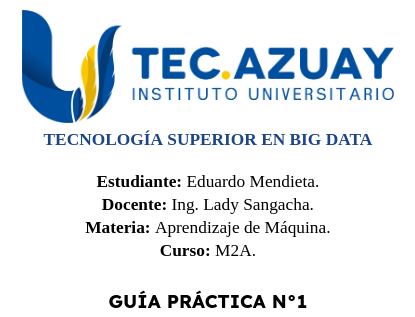 TEC.AZUAY
INSTITUTO UNIVERSITARIO
TECNOLOGÍA SUPERIOR EN BIG DATA
Estudiante: Eduardo Mendieta.
Docente: Ing. Lady Sangacha.
Materia: Aprendizaje de Máquina.
Curso: M2A.
GUÍA PRÁCTICA N°1